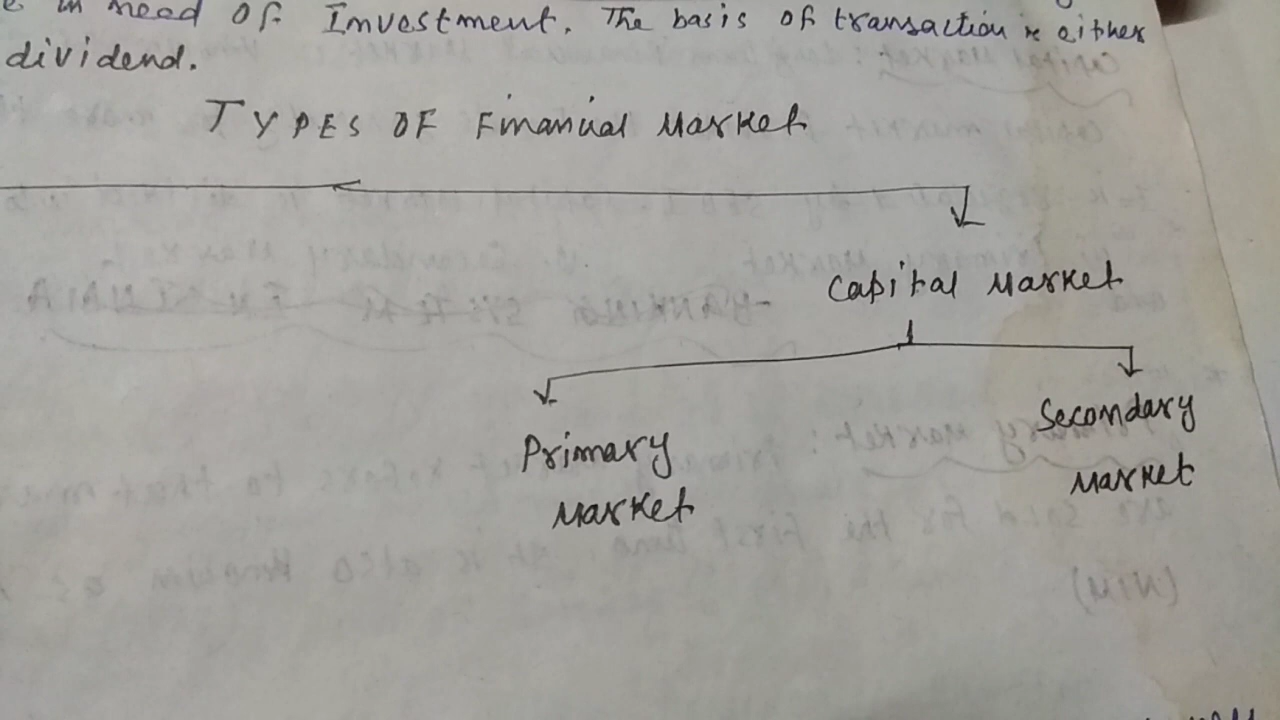 in need of Investment. The basis of transaction is either
dividend.
TYPES OF Financial Market
Capital Market
Primary
Market
Secondary
Market